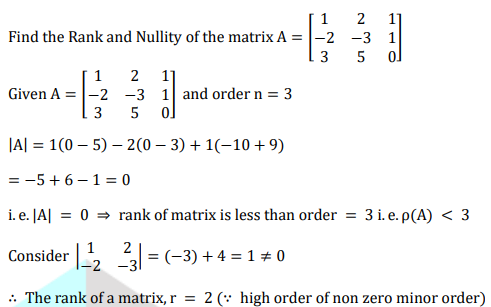 Find the Rank and Nullity of the matrix A = [1 2 1; −2 −3 1; 3 5 0]
Given A = [1 2 1; −2 −3 1; 3 5 0] and order n = 3
|A| = 1(0 − 5) − 2(0 − 3) + 1(−10 + 9)
= −5 + 6 − 1 = 0
i.e. |A| = 0 ⇒ rank of matrix is less than order = 3 i.e. ρ(A) < 3
Consider |1 2; −2 −3| = (−3) + 4 = 1 ≠ 0
∴ The rank of a matrix, r = 2 (∵ high order of non zero minor order)